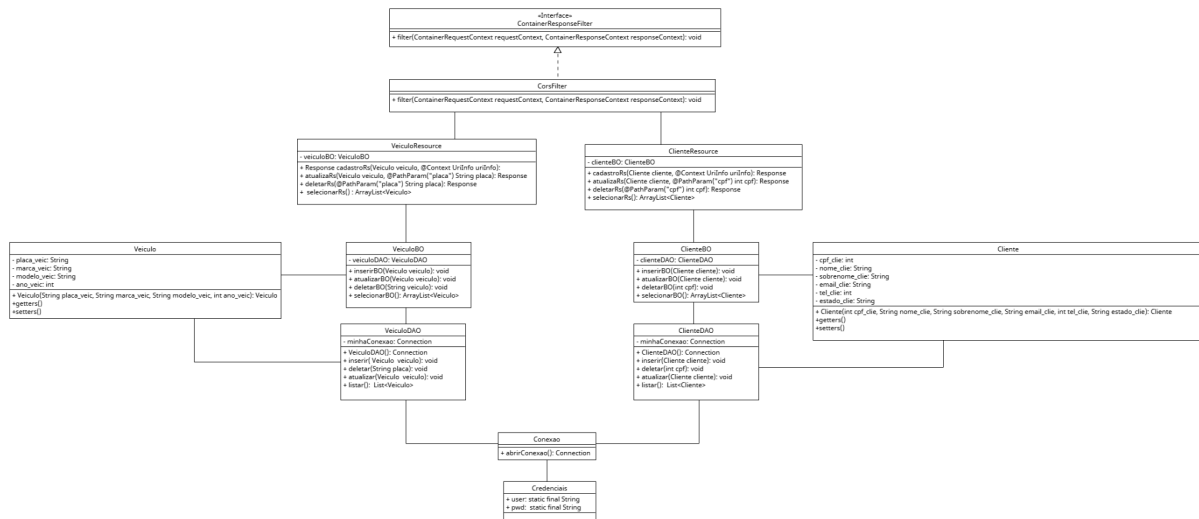 «Interface»
ContainerResponseFilter
+ filter(ContainerRequestContext requestContext, ContainerResponseContext responseContext): void
CorsFilter
+ filter(ContainerRequestContext requestContext, ContainerResponseContext responseContext): void
VeiculoResource
- veiculoBO: VeiculoBO
+ Response cadastroRs(Veiculo veiculo, @Context UriInfo uriInfo):
+ atualizaRs(Veiculo veiculo, @PathParam("placa") String placa): Response
+ deletarRs(@PathParam("placa") String placa): Response
+ selecionarRs() : ArrayList<Veiculo>
ClienteResource
- clienteBO: ClienteBO
+ cadastroRs(Cliente cliente, @Context UriInfo uriInfo): Response
+ atualizaRs(Cliente cliente, @PathParam("cpf") int cpf): Response
+ deletarRs(@PathParam("cpf") int cpf): Response
+ selecionarRs(): ArrayList<Cliente>
Veiculo
- placa_veic: String
- marca_veic: String
- modelo_veic: String
- ano_veic: int
+ Veiculo(String placa_veic, String marca_veic, String modelo_veic, int ano_veic): Veiculo
+getters()
+setters()
VeiculoBO
- veiculoDAO: VeiculoDAO
+ inserirBO(Veiculo veiculo): void
+ atualizarBO(Veiculo veiculo): void
+ deletarBO(String veiculo): void
+ selecionarBO(): ArrayList<Veiculo>
ClienteBO
- clienteDAO: ClienteDAO
+ inserirBO(Cliente cliente): void
+ atualizarBO(Cliente cliente): void
+ deletarBO(int cpf): void
+ selecionarBO(): ArrayList<Cliente>
Cliente
- cpf_clie: int
- nome_clie: String
- sobrenome_clie: String
- email_clie: String
- tel_clie: int
- estado_clie: String
+ Cliente(int cpf_clie, String nome_clie, String sobrenome_clie, String email_clie, int tel_clie, String estado_clie): Cliente
+getters()
+setters()
VeiculoDAO
- minhaConexao: Connection
+ VeiculoDAO(): Connection
+ inserir( Veiculo veiculo): void
+ deletar(String placa): void
+ atualizar(Veiculo veiculo): void
+ listar(): List<Veiculo>
ClienteDAO
- minhaConexao: Connection
+ ClienteDAO(): Connection
+ inserir(Cliente cliente): void
+ deletar(int cpf): void
+ atualizar(Cliente cliente): void
+ listar(): List<Cliente>
Conexao
+ abrirConexao(): Connection
Credenciais
+ user: static final String
+ pwd: static final String